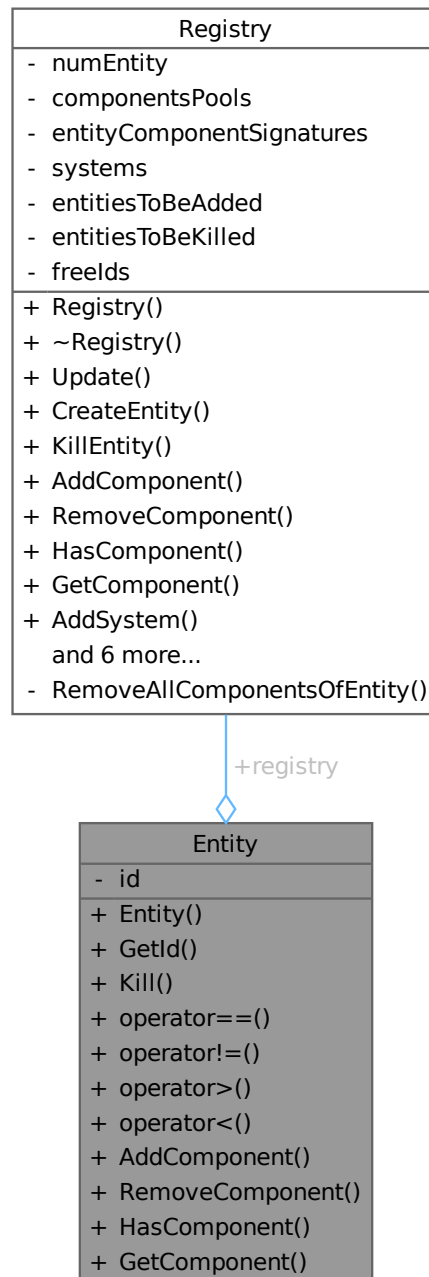 Registry
- numEntity
- componentsPools
- entityComponentSignatures
- systems
- entitiesToBeAdded
- entitiesToBeKilled
- freeIds
+ Registry()
+ ~Registry()
+ Update()
+ CreateEntity()
+ KillEntity()
+ AddComponent()
+ RemoveComponent()
+ HasComponent()
+ GetComponent()
+ AddSystem()
and 6 more...
- RemoveAllComponentsOfEntity()
+registry
Entity
- id
+ Entity()
+ GetId()
+ Kill()
+ operator==()
+ operator!=()
+ operator>()
+ operator<()
+ AddComponent()
+ RemoveComponent()
+ HasComponent()
+ GetComponent()